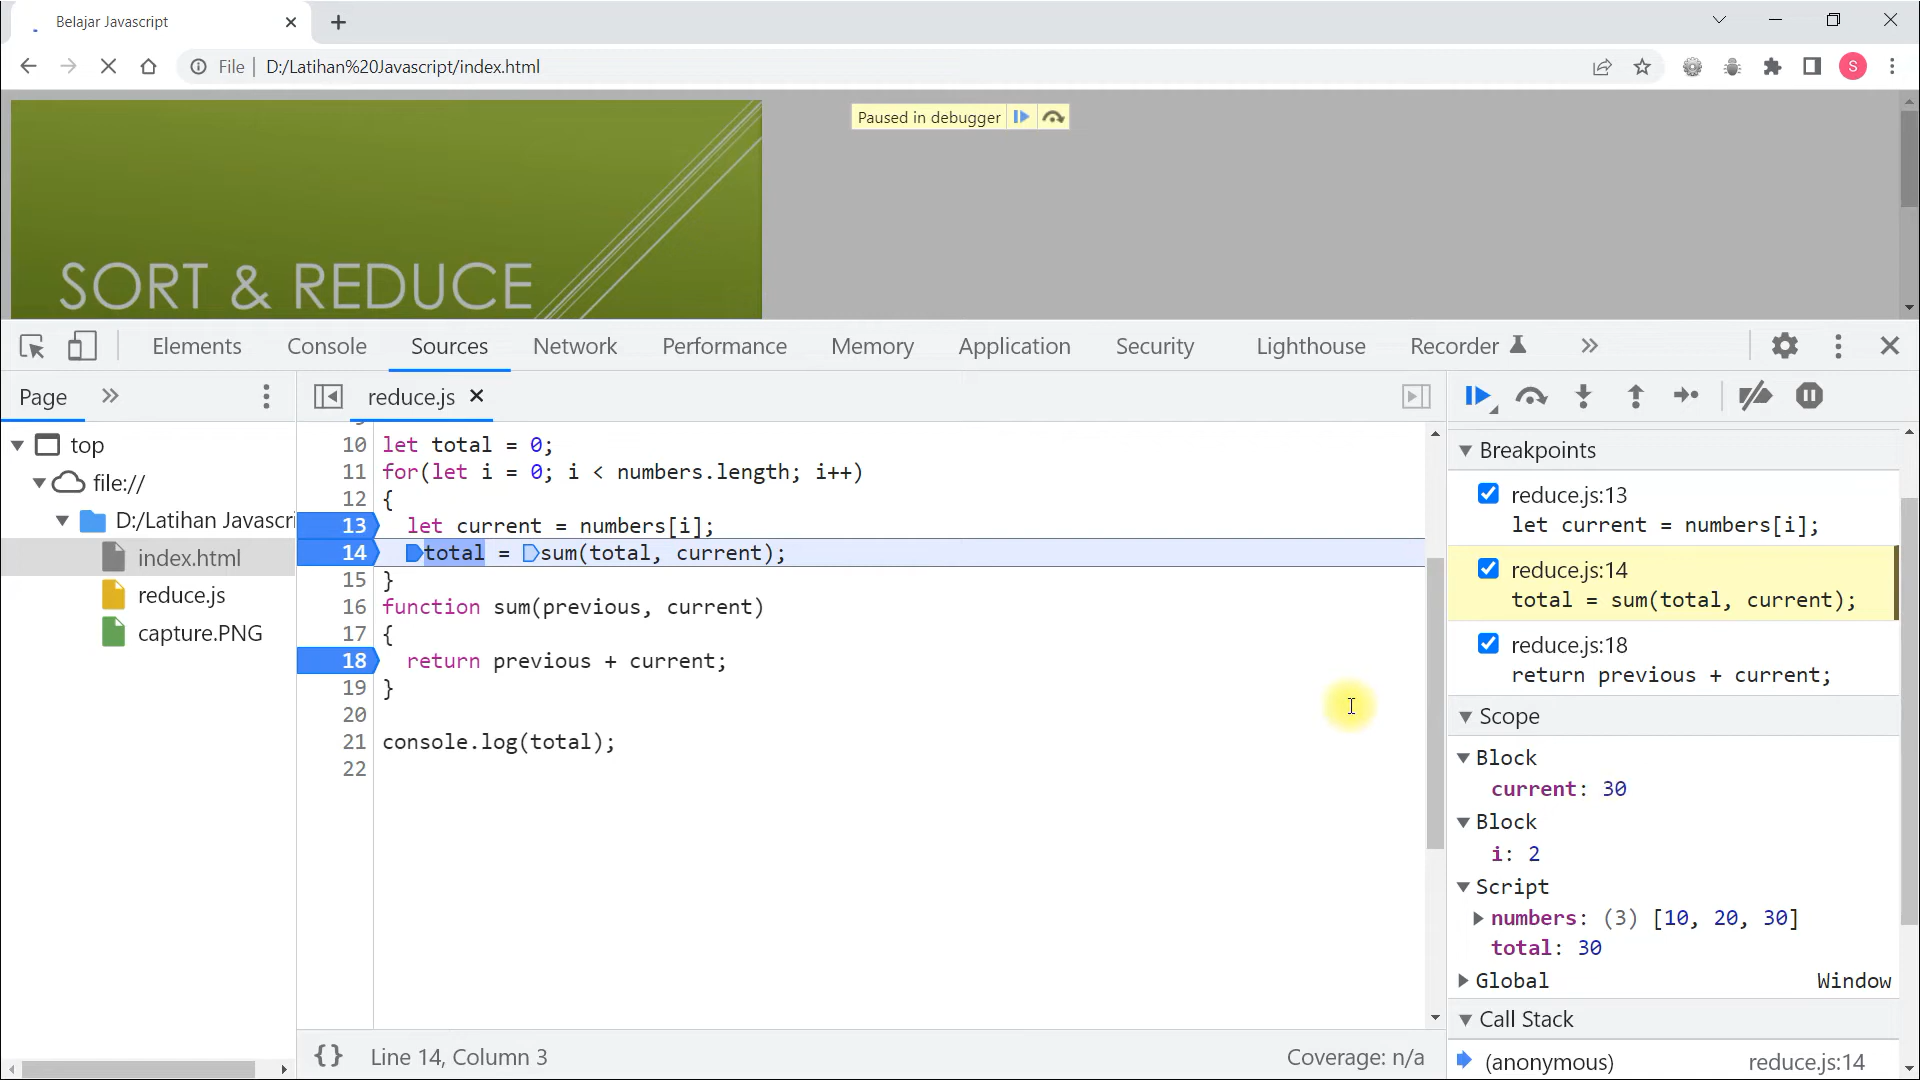 Belajar Javascript
File D:/Latihan%20Javascript/index.html S
Paused in debugger
SORT & REDUCE
Elements Console Sources Network Performance Memory Application Security Lighthouse Recorder
Page reduce.js
top
file://
D:/Latihan Javascri
index.html
reduce.js
capture.PNG
10 let total = 0;
11 for(let i = 0; i < numbers.length; i++)
12 {
13 let current = numbers[i];
14 total = sum(total, current);
15 }
16 function sum(previous, current)
17 {
18 return previous + current;
19 }
20
21 console.log(total);
22
{} Line 14, Column 3 Coverage: n/a
Breakpoints
reduce.js:13
let current = numbers[i];
reduce.js:14
total = sum(total, current);
reduce.js:18
return previous + current;
Scope
Block
current: 30
Block
i: 2
Script
numbers: (3) [10, 20, 30]
total: 30
Global Window
Call Stack
(anonymous) reduce.js:14